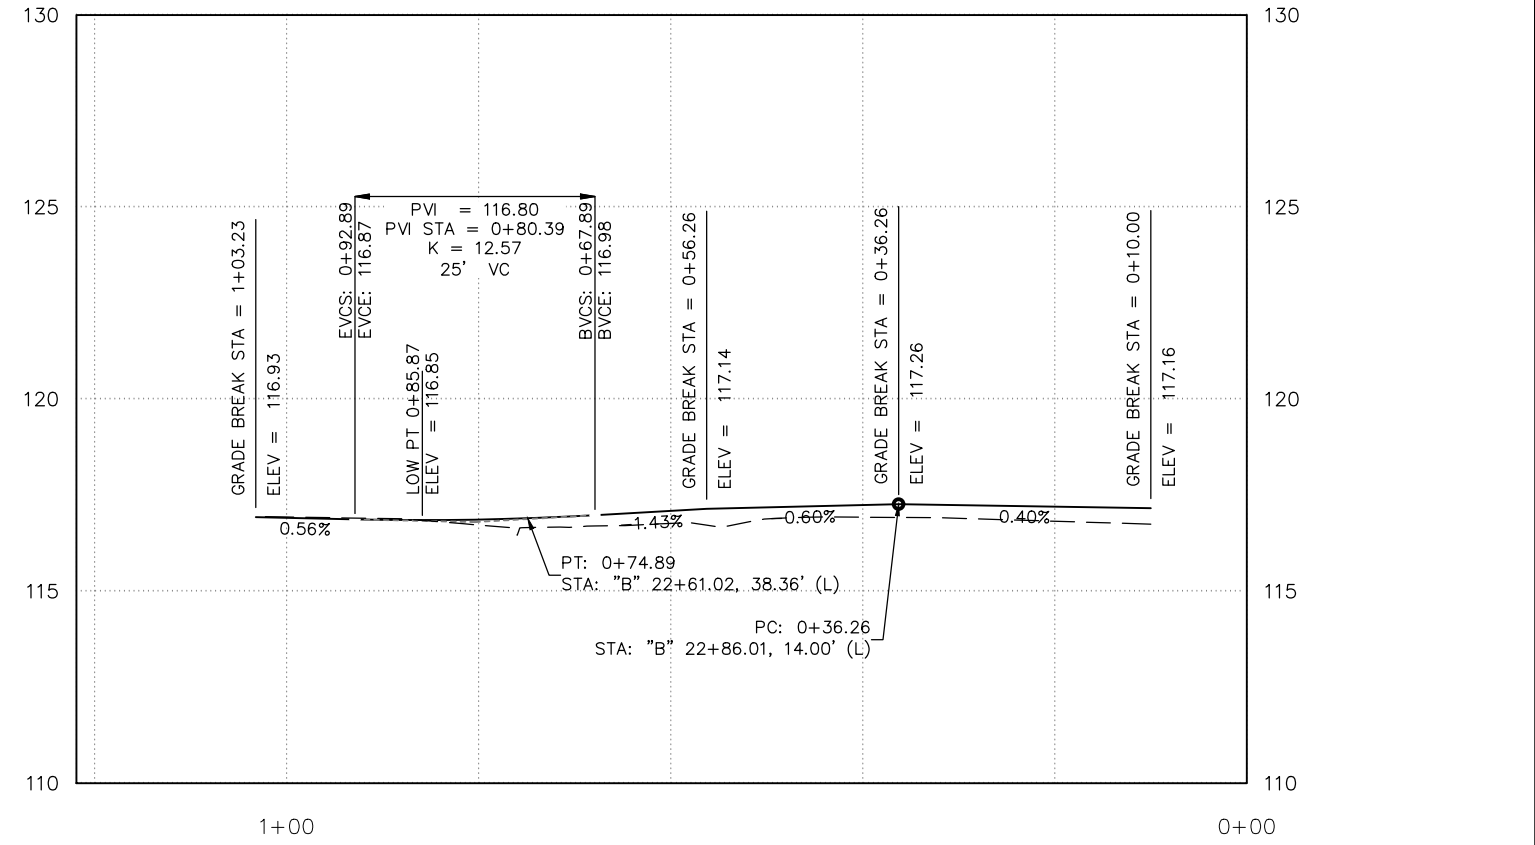 130
130
125
125
120
120
115
115
110
110
1+00
0+00
GRADE BREAK STA = 1+03.23
ELEV = 116.93
EVCS: 0+92.89
EVCE: 116.87
PVI = 116.80
PVI STA = 0+80.39
K = 12.57
25' VC
LOW PT 0+85.87
ELEV = 116.85
BVCS: 0+67.89
BVCE: 116.98
GRADE BREAK STA = 0+56.26
ELEV = 117.14
GRADE BREAK STA = 0+36.26
ELEV = 117.26
GRADE BREAK STA = 0+10.00
ELEV = 117.16
0.56%
-1.43%
-0.60%
0.40%
PT: 0+74.89
STA: "B" 22+61.02, 38.36' (L)
PC: 0+36.26
STA: "B" 22+86.01, 14.00' (L)